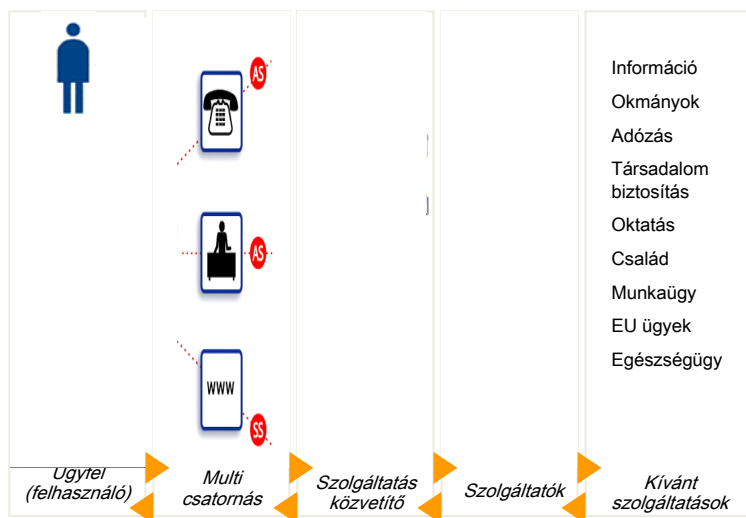 AS
AS
www
SS
Információ
Okmányok
Adózás
Társadalom
biztosítás
Oktatás
Család
Munkaügy
EU ügyek
Egészségügy
Ügyfél
(felhasználó)
Multi
csatornás
Szolgáltatás
közvetítő
Szolgáltatók
Kívánt
szolgáltatások